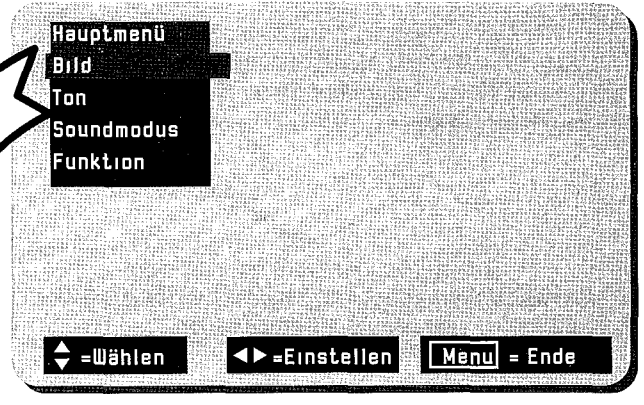 Hauptmenü
Bild
Ton
Soundmodus
Funktion
=Wählen ◄►=Einstellen Menu = Ende